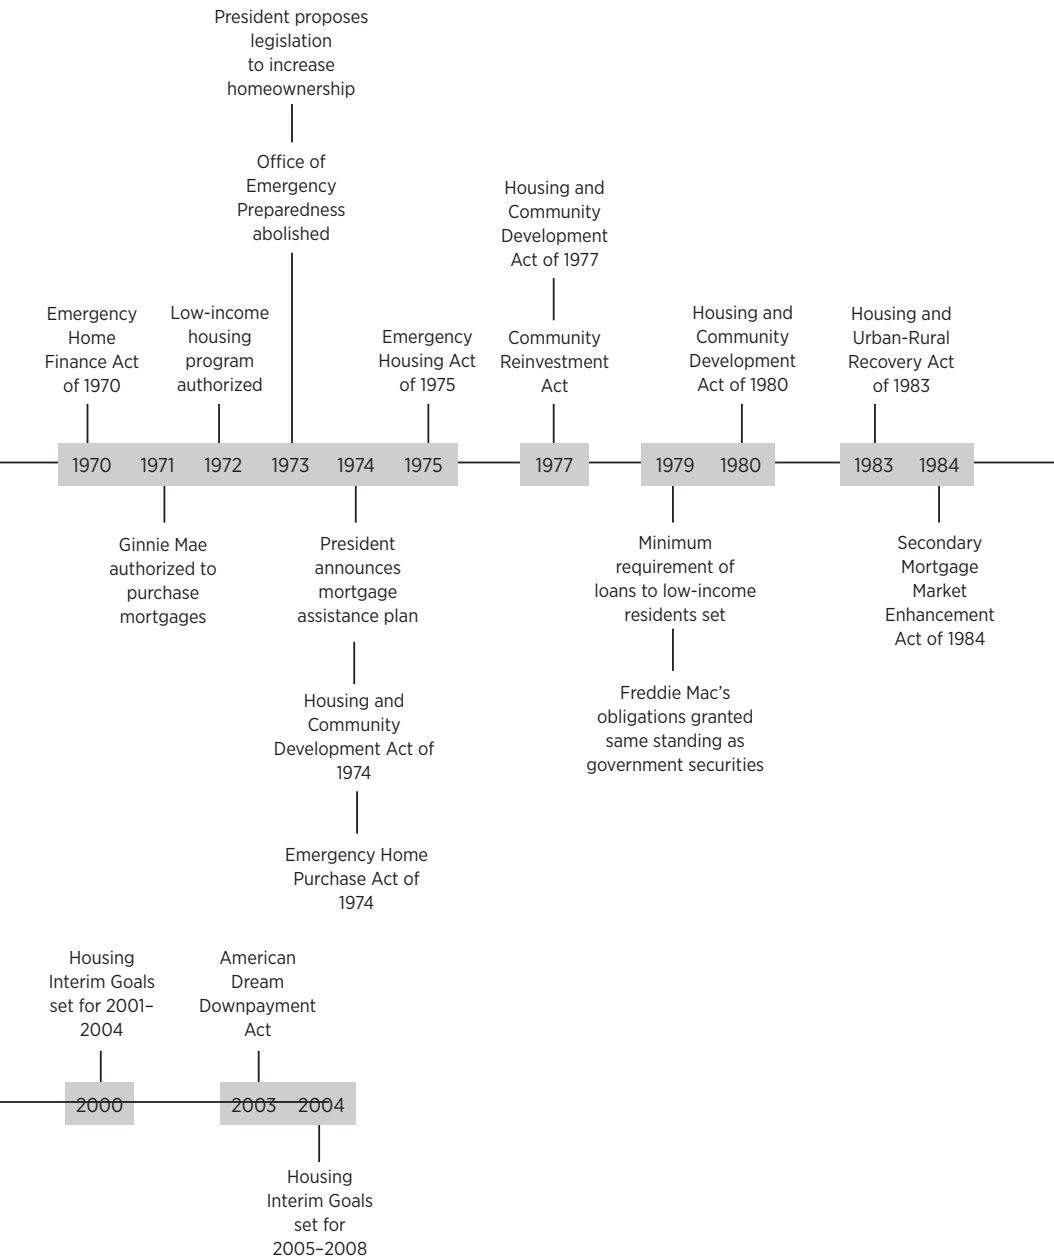 President proposes
legislation
to increase
homeownership
Office of
Emergency
Preparedness
abolished
Housing and
Community
Development
Act of 1977
Emergency
Home
Finance Act
of 1970
Low-income
housing
program
authorized
Emergency
Housing Act
of 1975
Community
Reinvestment
Act
Housing and
Community
Development
Act of 1980
Housing and
Urban-Rural
Recovery Act
of 1983
1970 1971 1972 1973 1974 1975 1977 1979 1980 1983 1984
Ginnie Mae
authorized to
purchase
mortgages
President
announces
mortgage
assistance plan
Housing and
Community
Development Act of
1974
Emergency Home
Purchase Act of
1974
Minimum
requirement of
loans to low-income
residents set
Freddie Mac’s
obligations granted
same standing as
government securities
Secondary
Mortgage
Market
Enhancement
Act of 1984
Housing
Interim Goals
set for 2001–
2004
American
Dream
Downpayment
Act
2000 2003 2004
Housing
Interim Goals
set for
2005–2008